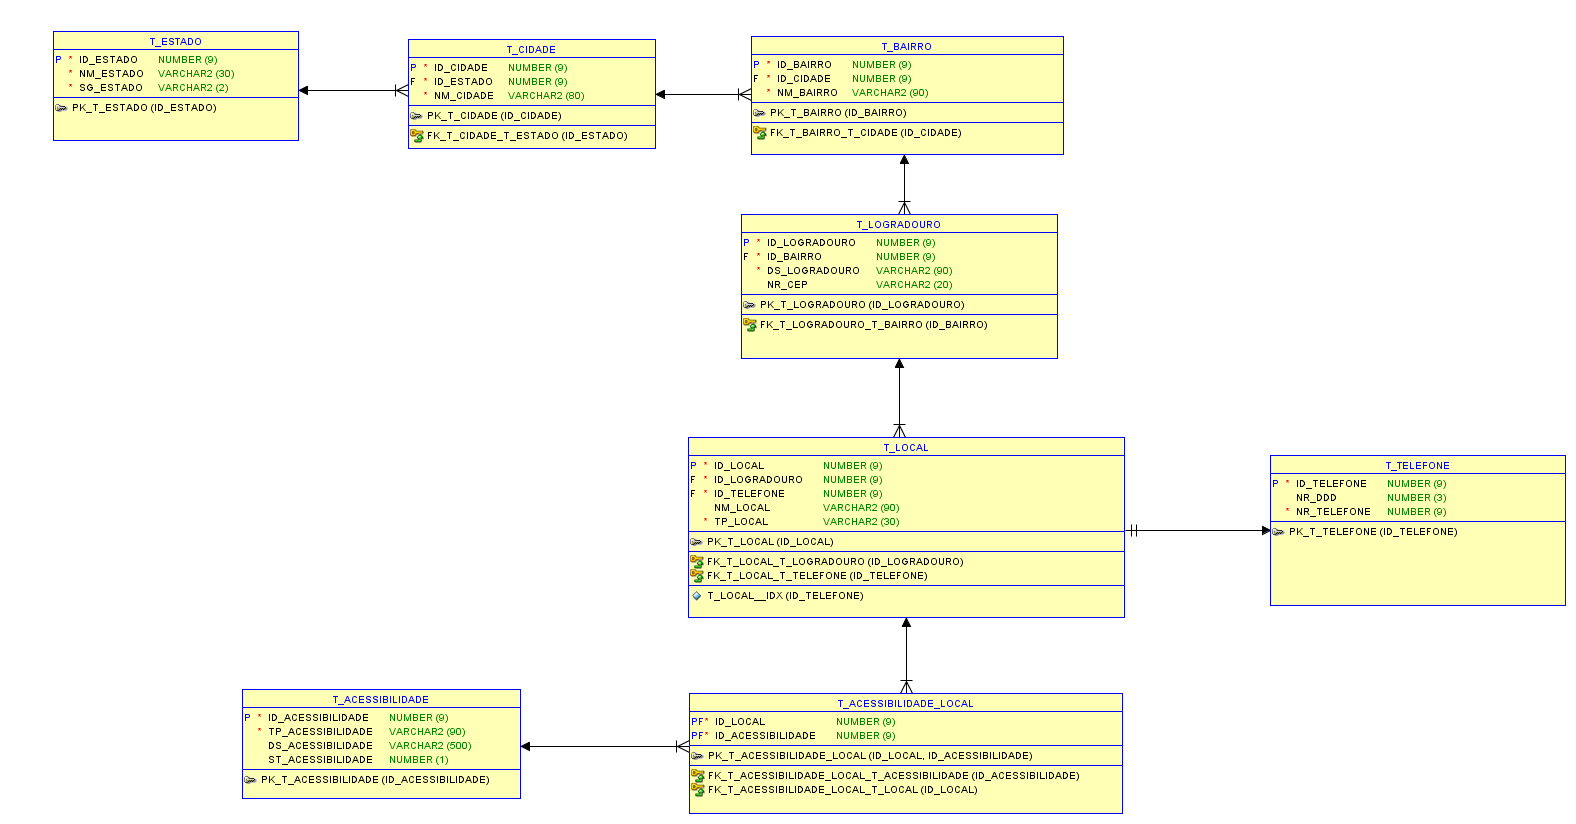 T_ESTADO
P * ID_ESTADO NUMBER (9)
* NM_ESTADO VARCHAR2 (30)
* SG_ESTADO VARCHAR2 (2)
PK_T_ESTADO (ID_ESTADO)
T_CIDADE
P * ID_CIDADE NUMBER (9)
F * ID_ESTADO NUMBER (9)
* NM_CIDADE VARCHAR2 (80)
PK_T_CIDADE (ID_CIDADE)
FK_T_CIDADE_T_ESTADO (ID_ESTADO)
T_BAIRRO
P * ID_BAIRRO NUMBER (9)
F * ID_CIDADE NUMBER (9)
* NM_BAIRRO VARCHAR2 (90)
PK_T_BAIRRO (ID_BAIRRO)
FK_T_BAIRRO_T_CIDADE (ID_CIDADE)
T_LOGRADOURO
P * ID_LOGRADOURO NUMBER (9)
F * ID_BAIRRO NUMBER (9)
* DS_LOGRADOURO VARCHAR2 (90)
NR_CEP VARCHAR2 (20)
PK_T_LOGRADOURO (ID_LOGRADOURO)
FK_T_LOGRADOURO_T_BAIRRO (ID_BAIRRO)
T_LOCAL
P * ID_LOCAL NUMBER (9)
F * ID_LOGRADOURO NUMBER (9)
F * ID_TELEFONE NUMBER (9)
NM_LOCAL VARCHAR2 (90)
* TP_LOCAL VARCHAR2 (30)
PK_T_LOCAL (ID_LOCAL)
FK_T_LOCAL_T_LOGRADOURO (ID_LOGRADOURO)
FK_T_LOCAL_T_TELEFONE (ID_TELEFONE)
T_LOCAL__IDX (ID_TELEFONE)
T_TELEFONE
P * ID_TELEFONE NUMBER (9)
NR_DDD NUMBER (3)
* NR_TELEFONE NUMBER (9)
PK_T_TELEFONE (ID_TELEFONE)
T_ACESSIBILIDADE
P * ID_ACESSIBILIDADE NUMBER (9)
* TP_ACESSIBILIDADE VARCHAR2 (90)
DS_ACESSIBILIDADE VARCHAR2 (500)
ST_ACESSIBILIDADE NUMBER (1)
PK_T_ACESSIBILIDADE (ID_ACESSIBILIDADE)
T_ACESSIBILIDADE_LOCAL
PF* ID_LOCAL NUMBER (9)
PF* ID_ACESSIBILIDADE NUMBER (9)
PK_T_ACESSIBILIDADE_LOCAL (ID_LOCAL, ID_ACESSIBILIDADE)
FK_T_ACESSIBILIDADE_LOCAL_T_ACESSIBILIDADE (ID_ACESSIBILIDADE)
FK_T_ACESSIBILIDADE_LOCAL_T_LOCAL (ID_LOCAL)